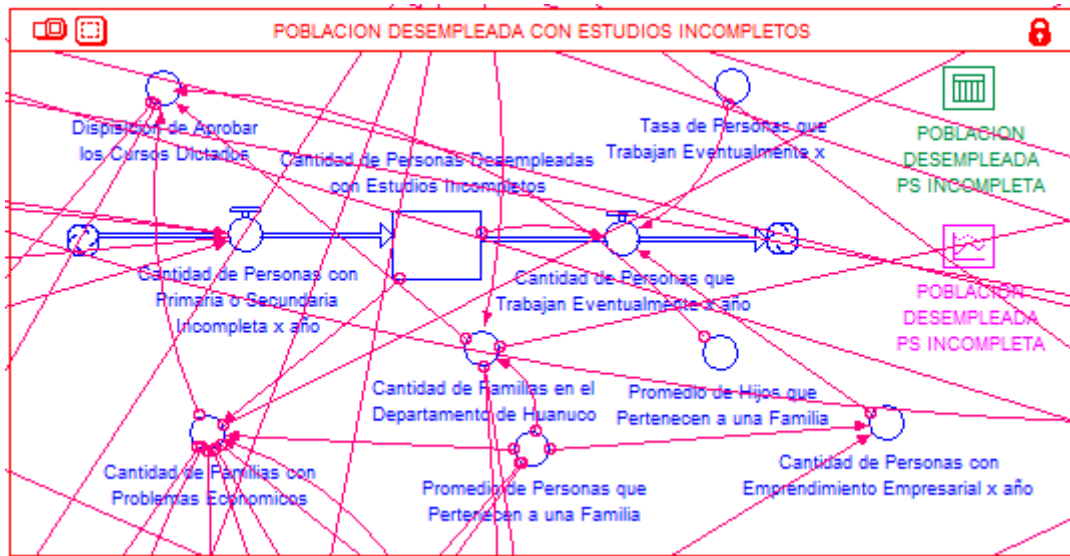 POBLACION DESEMPLEADA CON ESTUDIOS INCOMPLETOS
Disposicion de Aprobar
los Cursos Dictados
Tasa de Personas que
Trabajan Eventualmente x
POBLACION
DESEMPLEADA
PS INCOMPLETA
Cantidad de Personas Desempleadas
con Estudios Incompletos
Cantidad de Personas con
Primaria o Secundaria
Incompleta x año
Cantidad de Personas que
Trabajan Eventualmente x año
POBLACION
DESEMPLEADA
PS INCOMPLETA
Cantidad de Familias en el
Departamento de Huanuco
Promedio de Hijos que
Pertenecen a una Familia
Cantidad de Familias con
Problemas Economicos
Promedio de Personas que
Pertenecen a una Familia
Cantidad de Personas con
Emprendimiento Empresarial x año